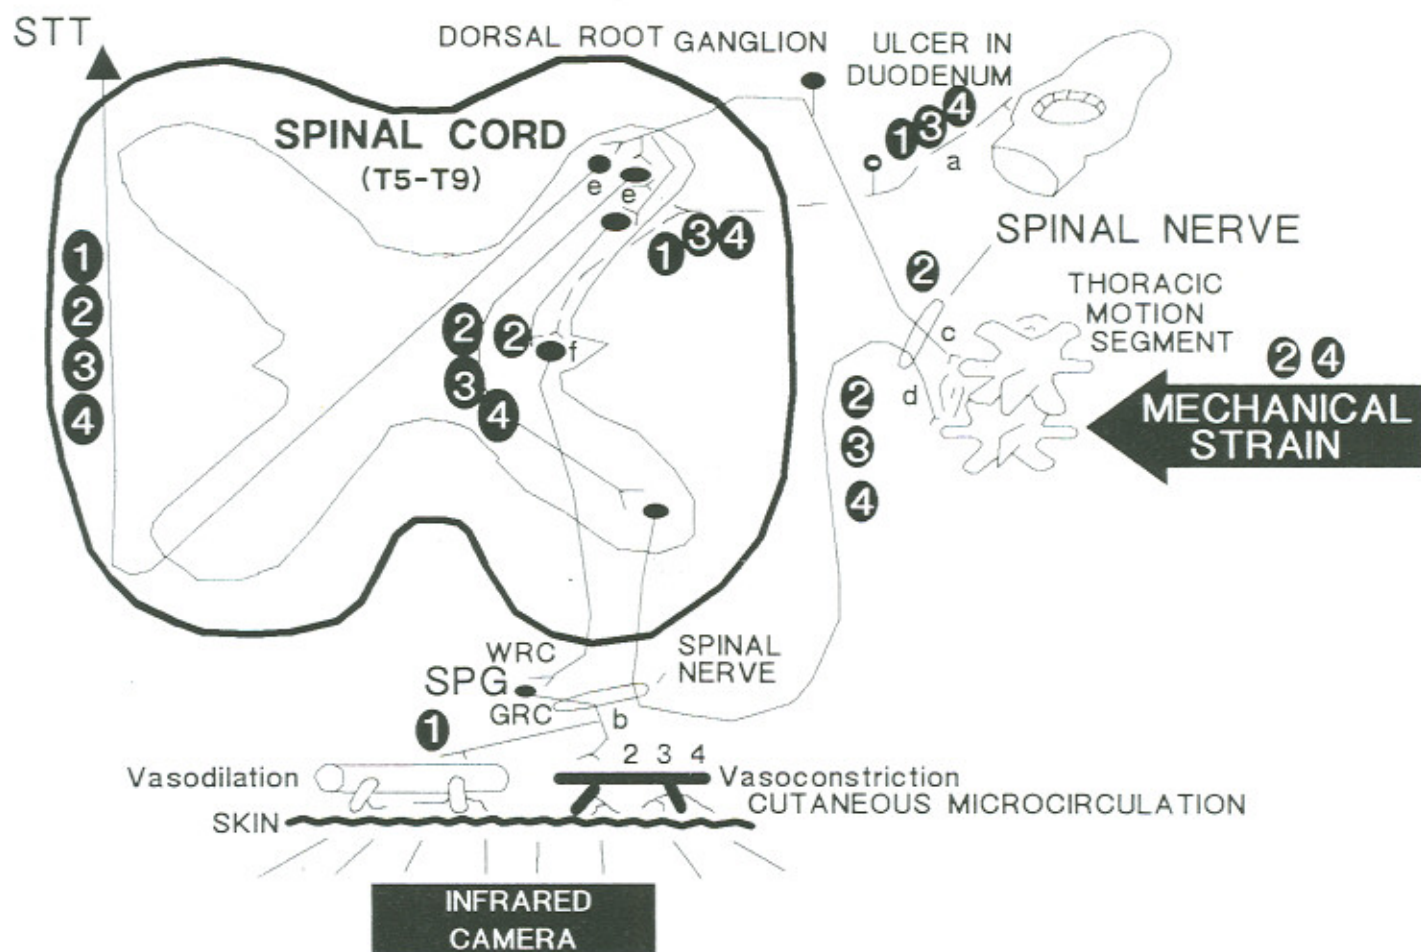 STT
DORSAL ROOT GANGLION
ULCER IN
DUODENUM
1 3 4
a
SPINAL CORD
(T5-T9)
e
e
1 3 4
SPINAL NERVE
2
c
d
THORACIC
MOTION
SEGMENT
2 4
MECHANICAL
STRAIN
1
2
3
4
2
3
4
2
f
2
3
4
WRC
SPG
GRC
SPINAL
NERVE
b
1
2 3 4
Vasodilation
Vasoconstriction
CUTANEOUS MICROCIRCULATION
SKIN
INFRARED
CAMERA